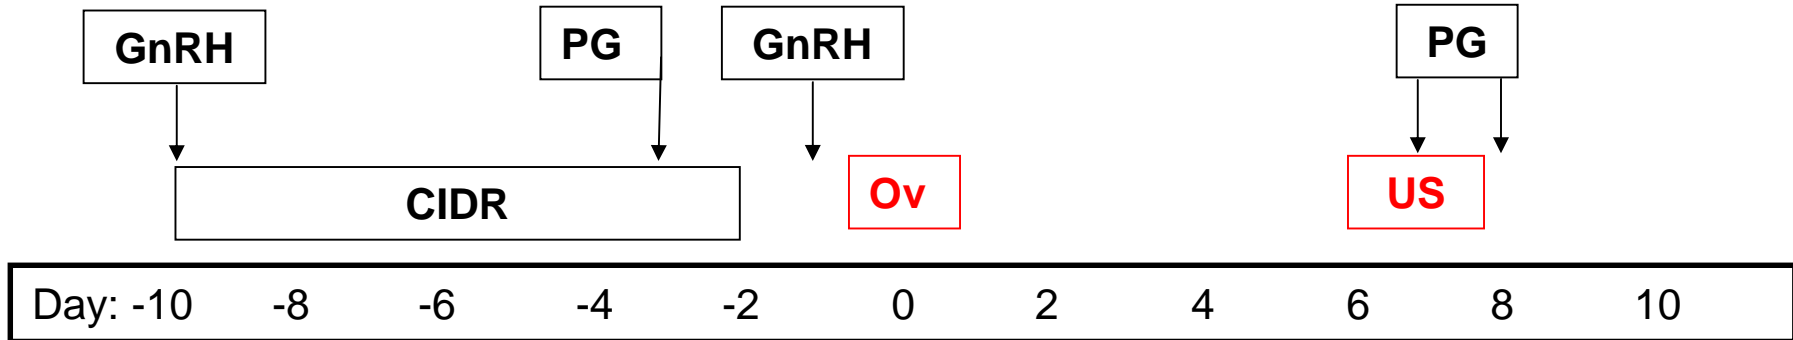 GnRH PG GnRH PG
CIDR Ov US
Day: -10 -8 -6 -4 -2 0 2 4 6 8 10